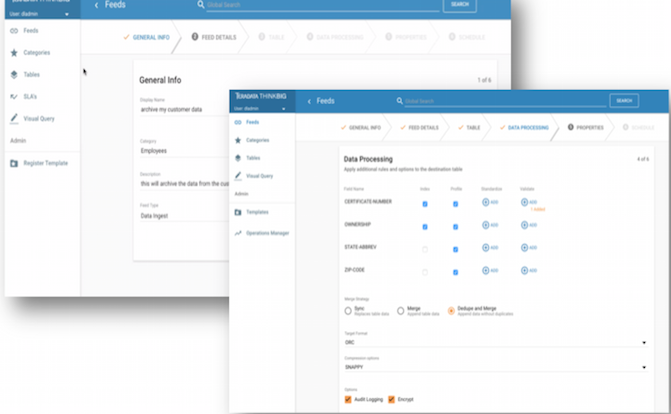 TERADATA THINKBIG
User: dladmin
Feeds
Global Search
SEARCH
Feeds
Categories
Tables
SLA's
Visual Query
Admin
Register Template
GENERAL INFO
FEED DETAILS
TABLE
DATA PROCESSING
PROPERTIES
SCHEDULE
General Info
1 of 6
Display Name
archive my customer data
Category
Employees
Description
this will archive the data from the cus
Feed Type
Data Ingest
TERADATA THINKBIG
User: dladmin
Feeds
Global Search
SEARCH
Feeds
Categories
Tables
Visual Query
Admin
Templates
Operations Manager
GENERAL INFO
FEED DETAILS
TABLE
DATA PROCESSING
PROPERTIES
SCHEDULE
Data Processing
4 of 6
Apply additional rules and options to the destination table
Field Name Index Profile Standardize Validate
CERTIFICATE-NUMBER ADD ADD
OWNERSHIP ADD ADD
STATE-ABBREV ADD ADD
ZIP-CODE ADD ADD
Merge Strategy
Sync Merge Dedupe and Merge
Replaces table data Append table data Append data without duplicates
Target Format
ORC
Compression options
SNAPPY
Options
Audit Logging Encrypt